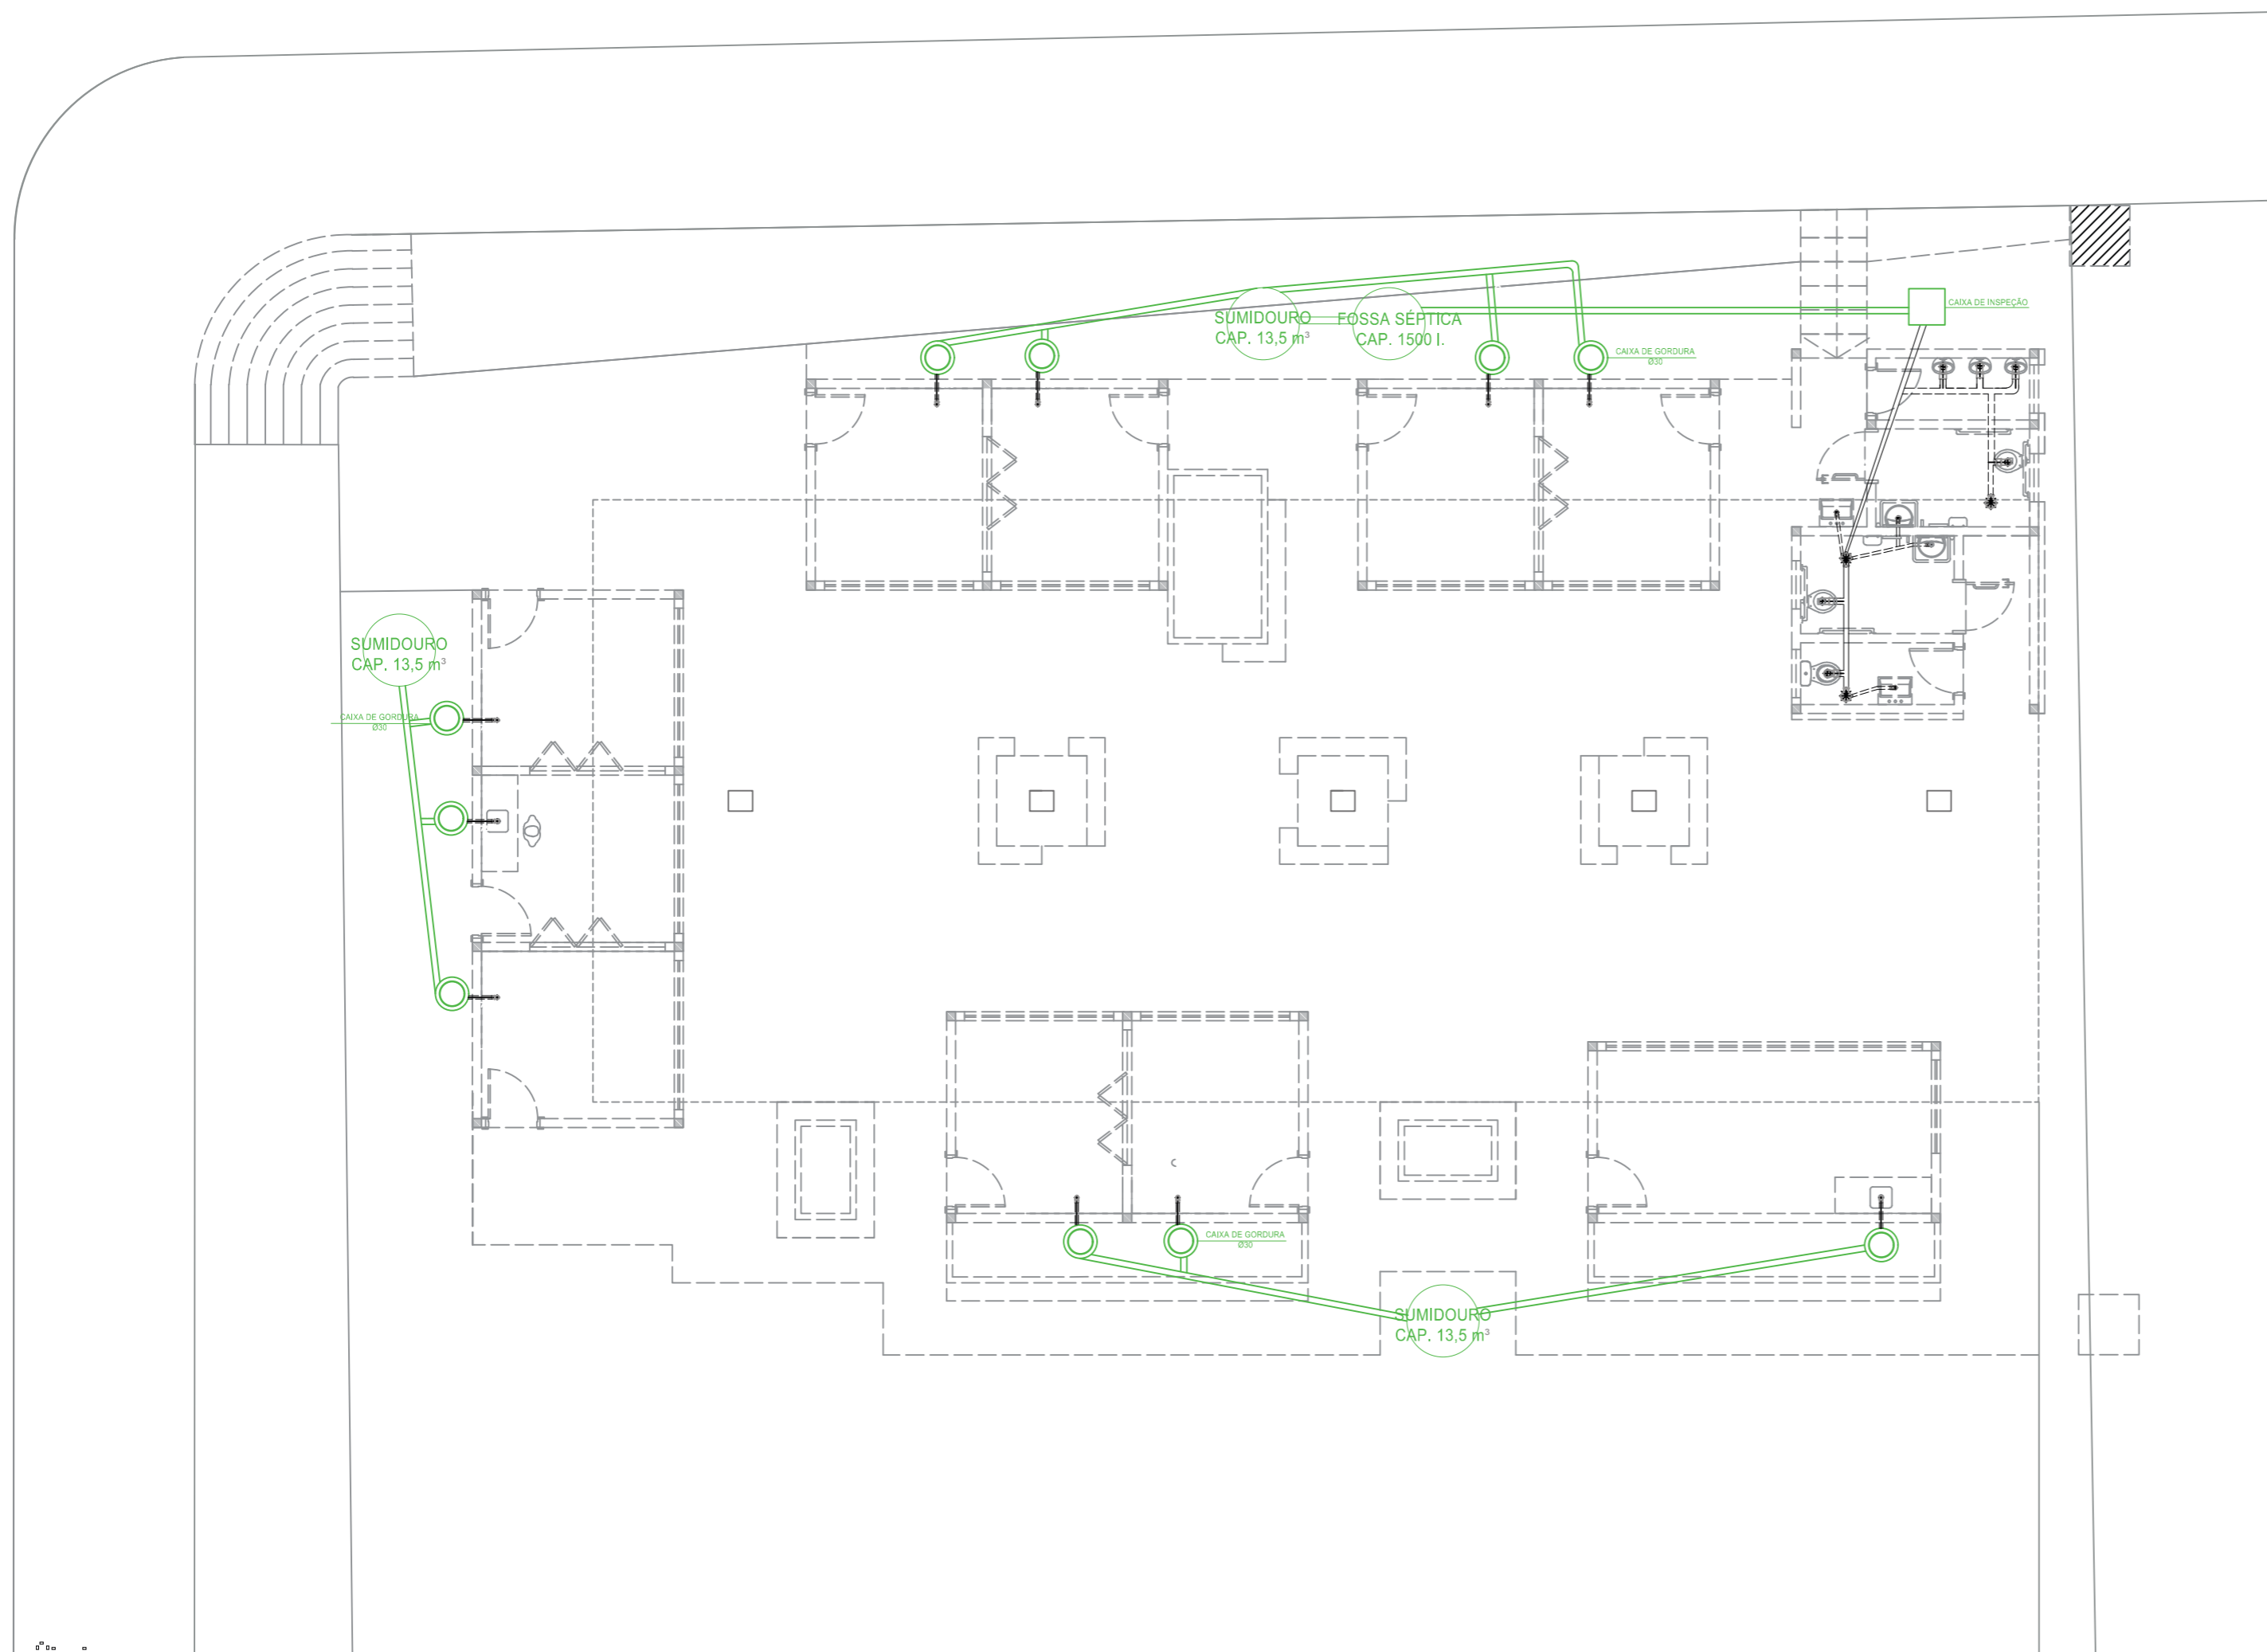 CAIXA DE INSPEÇÃO
SUMIDOURO
CAP. 13,5 m³
FOSSA SÉPTICA
CAP. 1500 l.
CAIXA DE GORDURA
Ø30
SUMIDOURO
CAP. 13,5 m³
CAIXA DE GORDURA
Ø30
CAIXA DE GORDURA
Ø30
SUMIDOURO
CAP. 13,5 m³